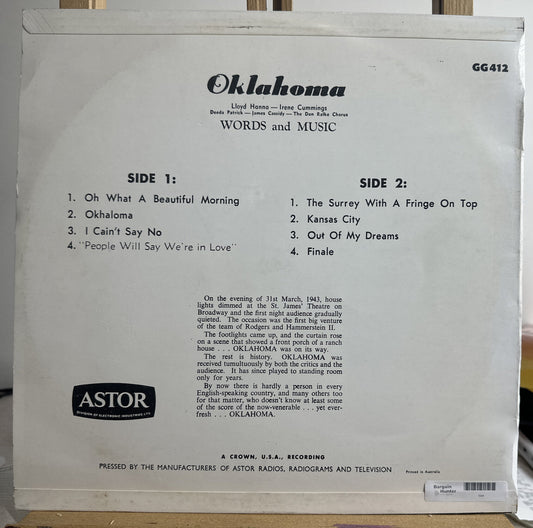 GG412
Oklahoma
Lloyd Hanna — Irene Cummings
Deeda Patrick — James Cassidy — The Don Ralke Chorus
WORDS and MUSIC
SIDE 1:
1. Oh What A Beautiful Morning
2. Okhaloma
3. I Cain't Say No
4. "People Will Say We're in Love"
SIDE 2:
1. The Surrey With A Fringe On Top
2. Kansas City
3. Out Of My Dreams
4. Finale
On the evening of 31st March, 1943, house
lights dimmed at the St. James' Theatre on
Broadway and the first night audience gradually
quieted. The occasion was the first big venture
of the team of Rodgers and Hammerstein II.
The footlights came up, and the curtain rose
on a scene that showed a front porch of a ranch
house . . . OKLAHOMA was on its way.
The rest is history. OKLAHOMA was
received tumultuously by both the critics and the
audience. It has since played to standing room
only for years.
By now there is hardly a person in every
English-speaking country, and many others too
for that matter, who doesn't know at least some
of the score of the now-venerable . . . yet ever-
fresh . . . OKLAHOMA.
ASTOR
DIVISION OF ELECTRONIC INDUSTRIES LTD.
A CROWN, U.S.A., RECORDING
PRESSED BY THE MANUFACTURERS OF ASTOR RADIOS, RADIOGRAMS AND TELEVISION
Printed in Australia
Bargain
Hunter